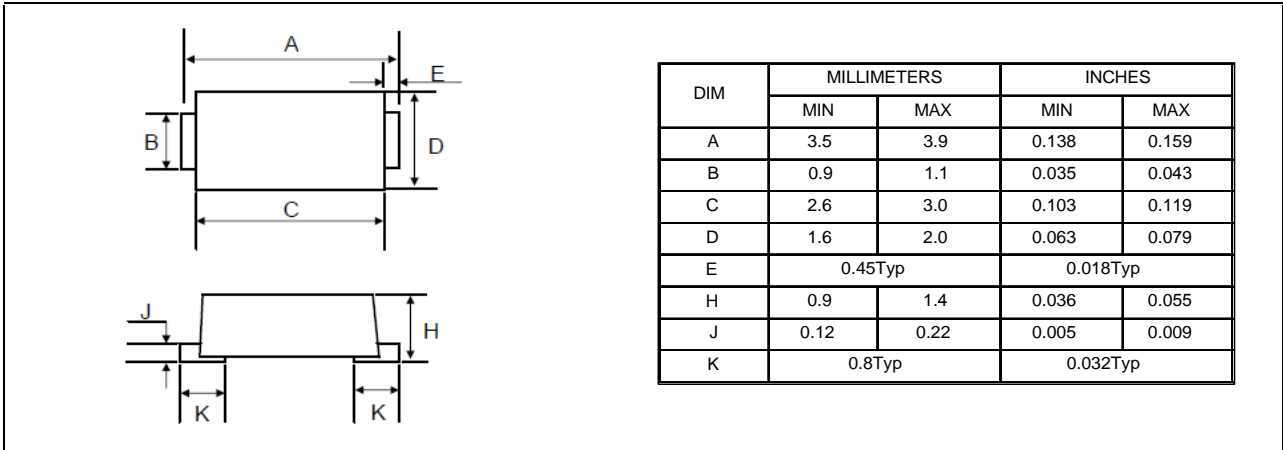 A
E
B
D
C
J
H
K
K
DIM MILLIMETERS INCHES
MIN MAX MIN MAX
A 3.5 3.9 0.138 0.159
B 0.9 1.1 0.035 0.043
C 2.6 3.0 0.103 0.119
D 1.6 2.0 0.063 0.079
E 0.45Typ 0.018Typ
H 0.9 1.4 0.036 0.055
J 0.12 0.22 0.005 0.009
K 0.8Typ 0.032Typ